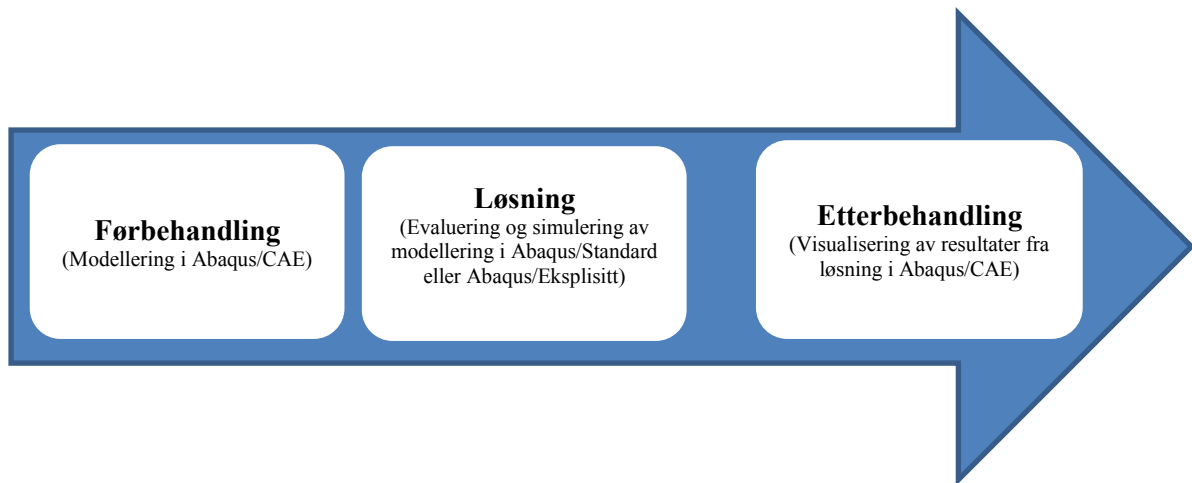 Førbehandling
(Modellering i Abaqus/CAE)
Løsning
(Evaluering og simulering av
modellering i Abaqus/Standard
eller Abaqus/Eksplisitt)
Etterbehandling
(Visualisering av resultater fra
løsning i Abaqus/CAE)